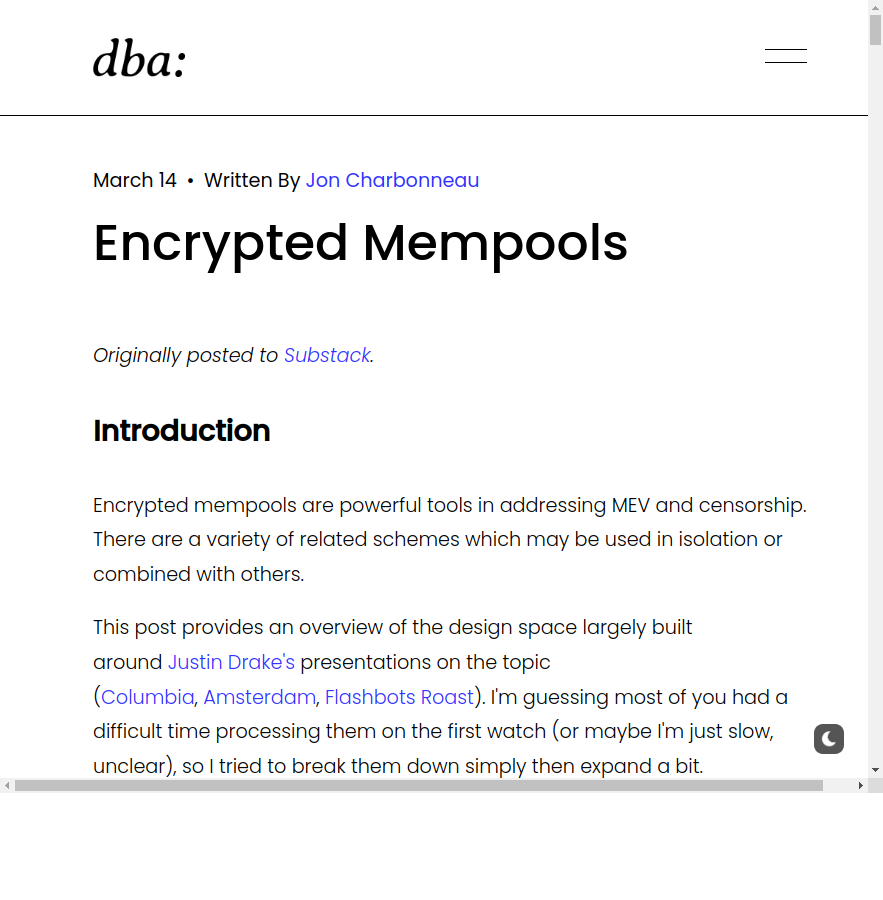 dba:
March 14 • Written By Jon Charbonneau
Encrypted Mempools
Originally posted to Substack.
Introduction
Encrypted mempools are powerful tools in addressing MEV and censorship.
There are a variety of related schemes which may be used in isolation or
combined with others.
This post provides an overview of the design space largely built
around Justin Drake's presentations on the topic
(Columbia, Amsterdam, Flashbots Roast). I'm guessing most of you had a
difficult time processing them on the first watch (or maybe I'm just slow,
unclear), so I tried to break them down simply then expand a bit.